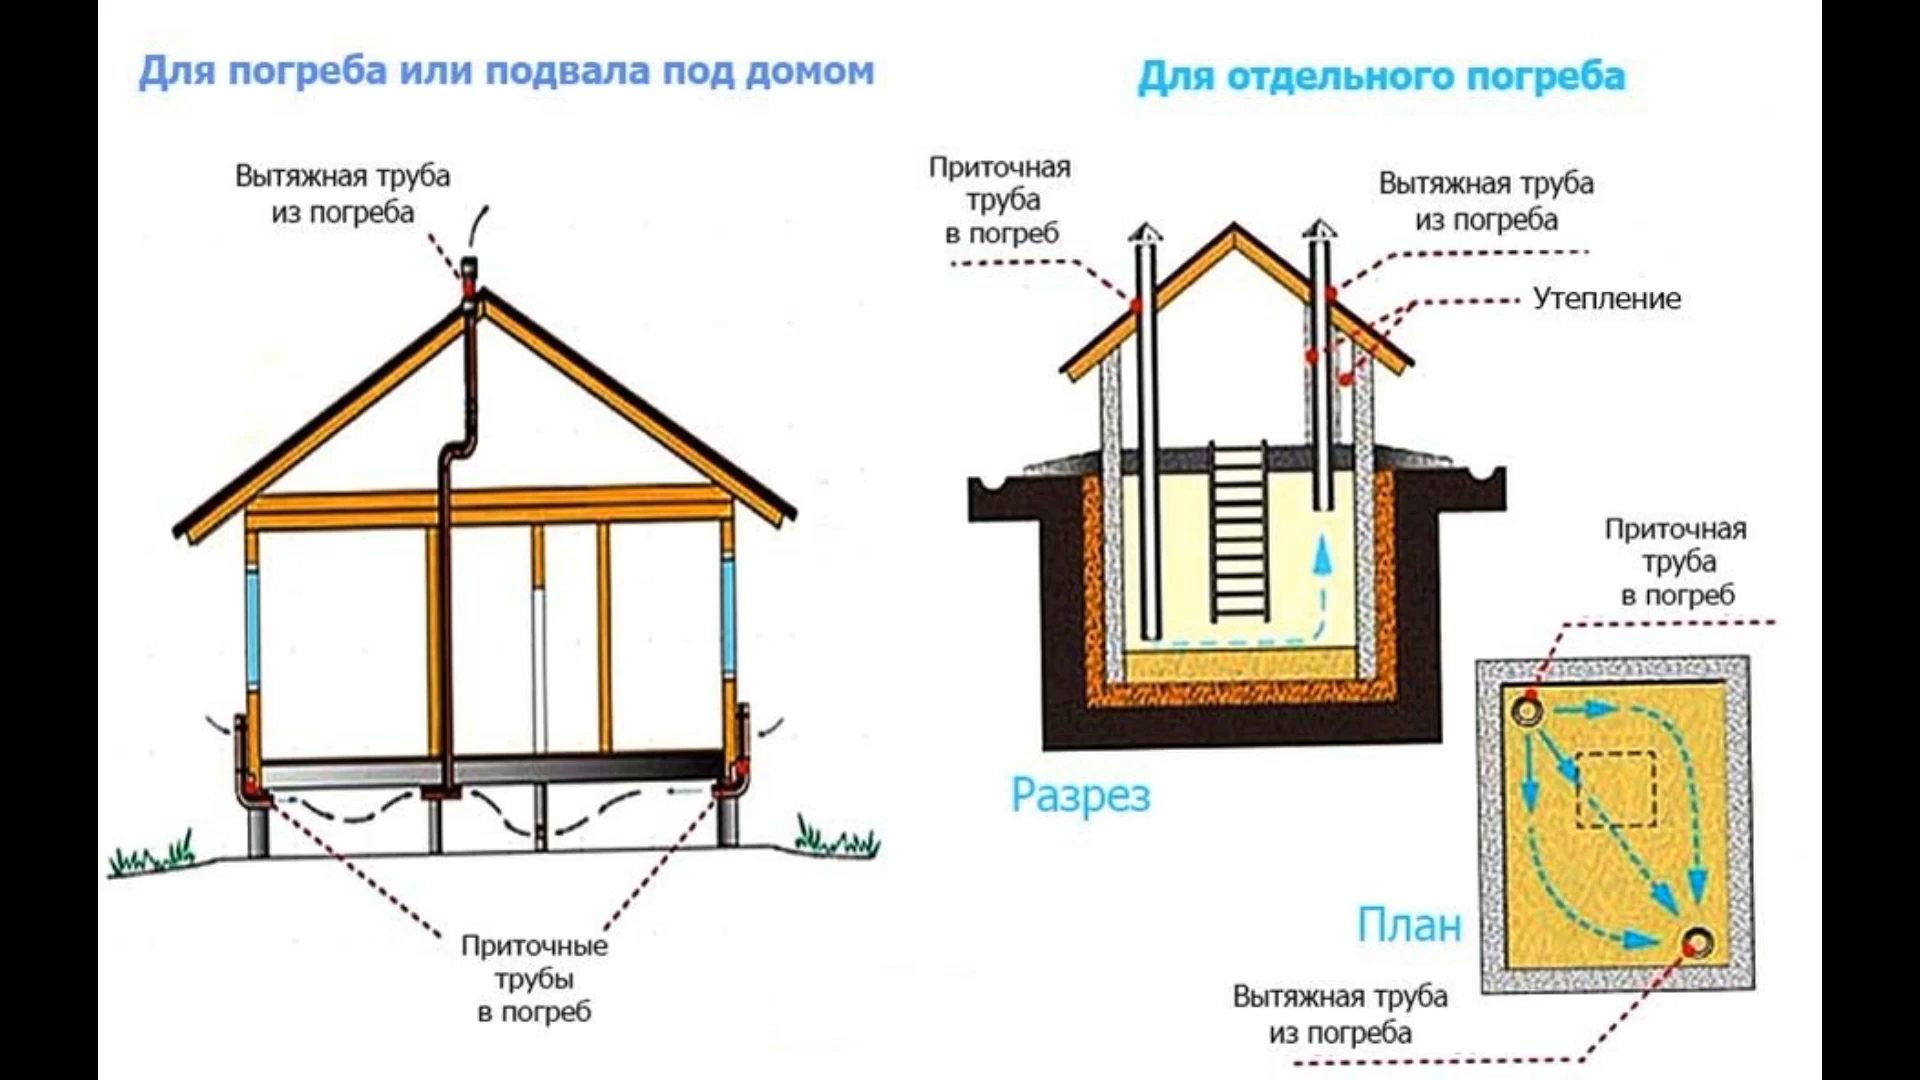 Для погреба или подвала под домом
Вытяжная труба
из погреба
Приточные
трубы
в погреб
Для отдельного погреба
Приточная
труба
в погреб
Вытяжная труба
из погреба
Утепление
Разрез
Приточная
труба
в погреб
План
Вытяжная труба
из погреба